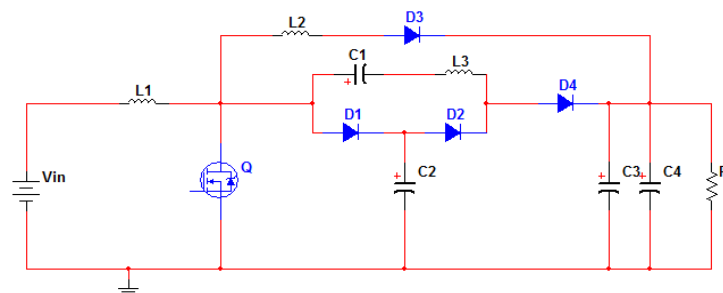 L2
D3
C1
L3
+
L1
D4
D1
D2
Vin
Q
+
C2
+
C3
+
C4
R